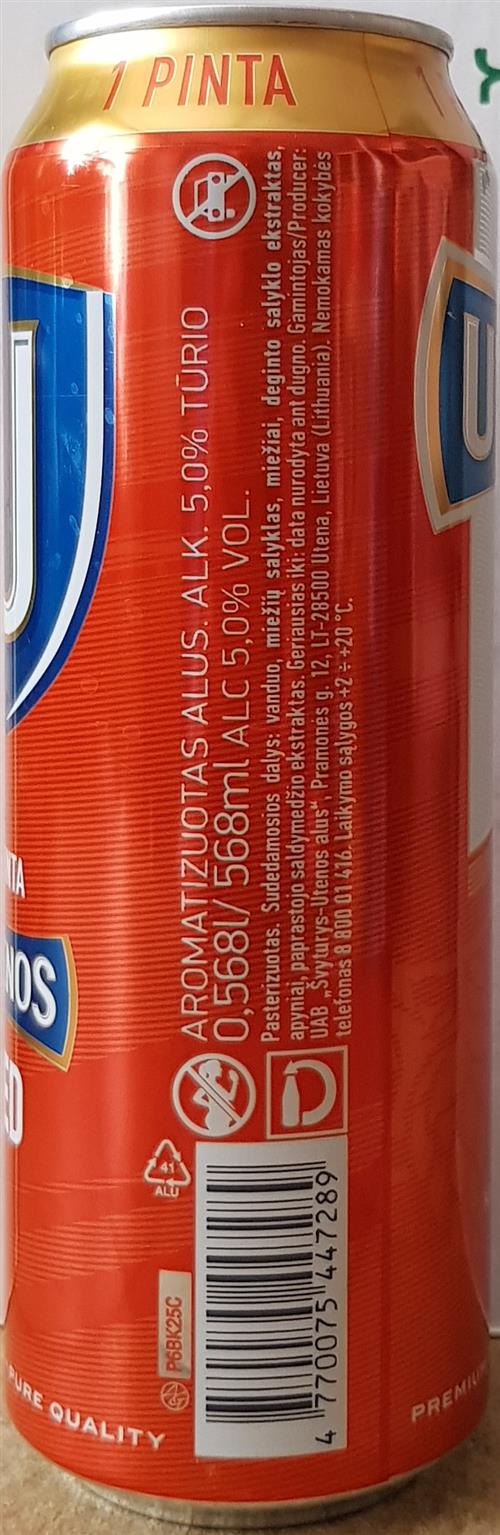 1 PINTA
1
U
U
NTA
NOS
ED
AROMATIZUOTAS ALUS. ALK. 5,0% TŪRIO
0,568l/ 568ml ALC 5,0% VOL.
Pasterizuotas. Sudedamosios dalys: vanduo, miežių salyklas, miežiai, deginto salyklo ekstraktas,
apyniai, paprastojo saldymedžio ekstraktas. Geriausias iki: data nurodyta ant dugno. Gamintojas/Producer:
UAB „Švyturys-Utenos alus“, Pramonės g. 12, LT-28500 Utena, Lietuva (Lithuania). Nemokamas kokybės
telefonas 8 800 01 416. Laikymo sąlygos +2 ÷ +20 °C.
41
ALU
P6BK25C
4 770075 447289
PURE QUALITY
PREMIU